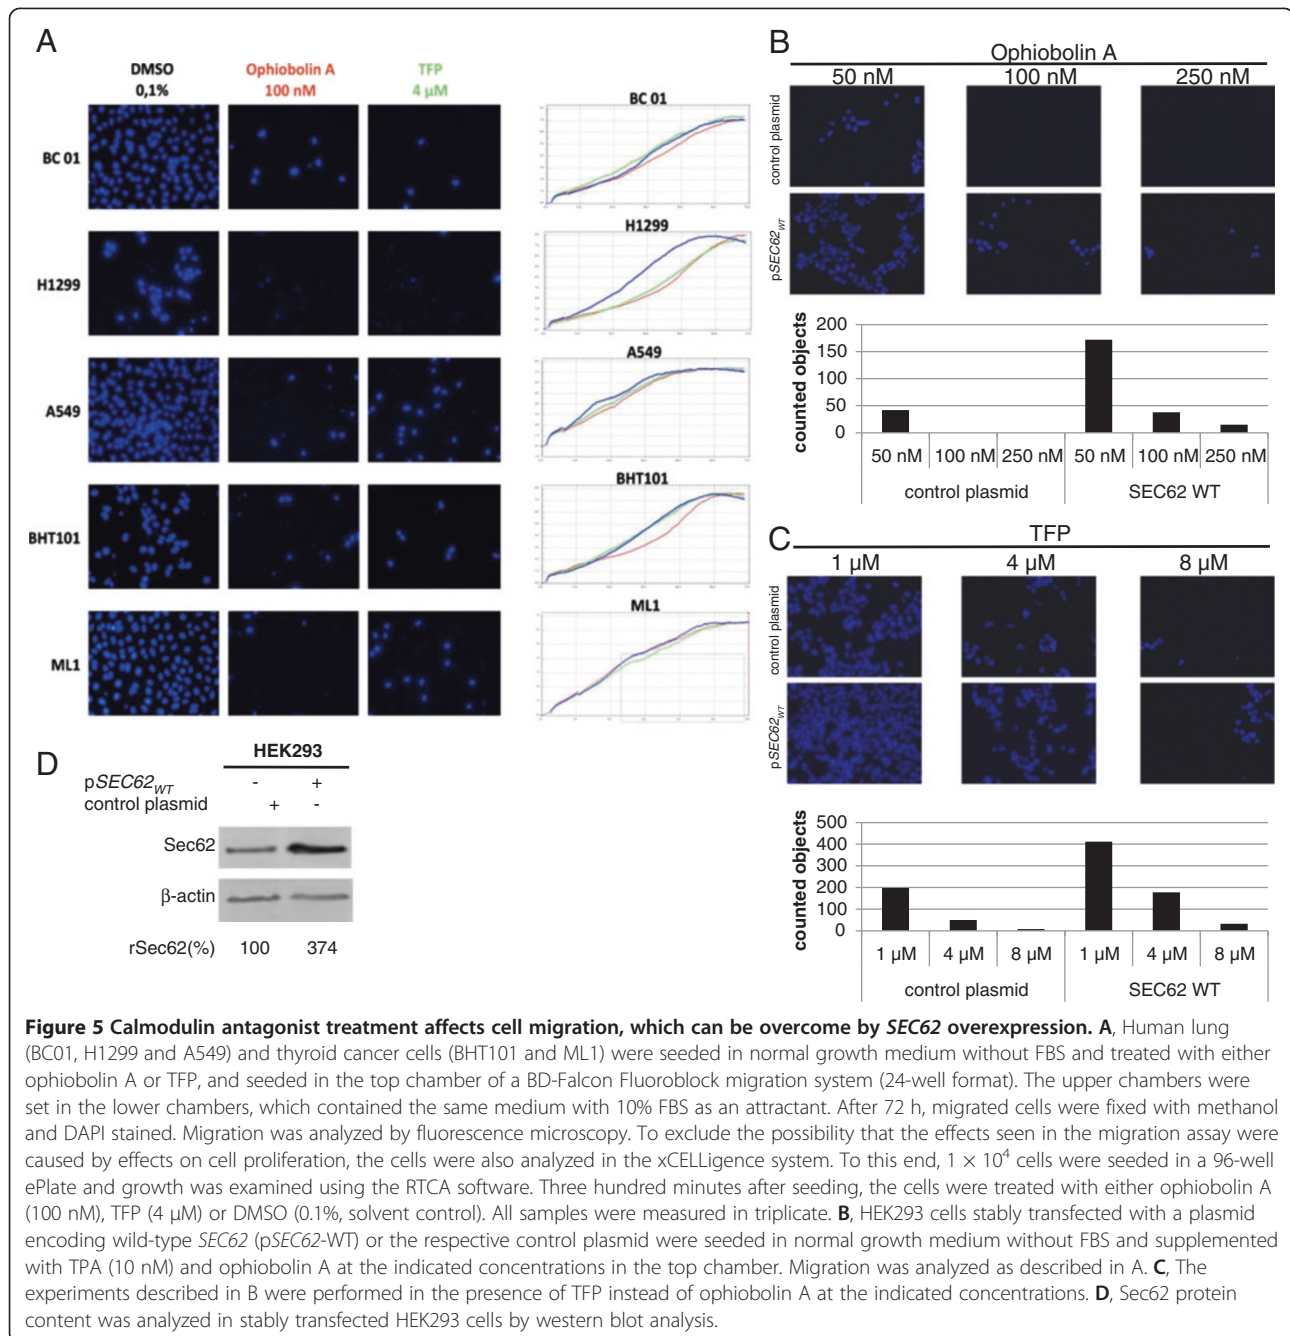 A
DMSO
0,1%
Ophiobolin A
100 nM
TFP
4 µM
BC 01
H1299
A549
BHT101
ML1
BC 01
H1299
A549
BHT101
ML1
B
Ophiobolin A
50 nM 100 nM 250 nM
control plasmid
pSEC62WT
counted objects
200
150
100
50
0
50 nM 100 nM 250 nM 50 nM 100 nM 250 nM
control plasmid SEC62 WT
C
TFP
1 µM 4 µM 8 µM
control plasmid
pSEC62WT
counted objects
500
400
300
200
100
0
1 µM 4 µM 8 µM 1 µM 4 µM 8 µM
control plasmid SEC62 WT
D
HEK293
pSEC62WT - +
control plasmid + -
Sec62
β-actin
rSec62(%) 100 374
Figure 5 Calmodulin antagonist treatment affects cell migration, which can be overcome by SEC62 overexpression. A, Human lung
(BC01, H1299 and A549) and thyroid cancer cells (BHT101 and ML1) were seeded in normal growth medium without FBS and treated with either
ophiobolin A or TFP, and seeded in the top chamber of a BD-Falcon Fluoroblock migration system (24-well format). The upper chambers were
set in the lower chambers, which contained the same medium with 10% FBS as an attractant. After 72 h, migrated cells were fixed with methanol
and DAPI stained. Migration was analyzed by fluorescence microscopy. To exclude the possibility that the effects seen in the migration assay were
caused by effects on cell proliferation, the cells were also analyzed in the xCELLigence system. To this end, 1 × 10⁴ cells were seeded in a 96-well
ePlate and growth was examined using the RTCA software. Three hundred minutes after seeding, the cells were treated with either ophiobolin A
(100 nM), TFP (4 µM) or DMSO (0.1%, solvent control). All samples were measured in triplicate. B, HEK293 cells stably transfected with a plasmid
encoding wild-type SEC62 (pSEC62-WT) or the respective control plasmid were seeded in normal growth medium without FBS and supplemented
with TPA (10 nM) and ophiobolin A at the indicated concentrations in the top chamber. Migration was analyzed as described in A. C, The
experiments described in B were performed in the presence of TFP instead of ophiobolin A at the indicated concentrations. D, Sec62 protein
content was analyzed in stably transfected HEK293 cells by western blot analysis.